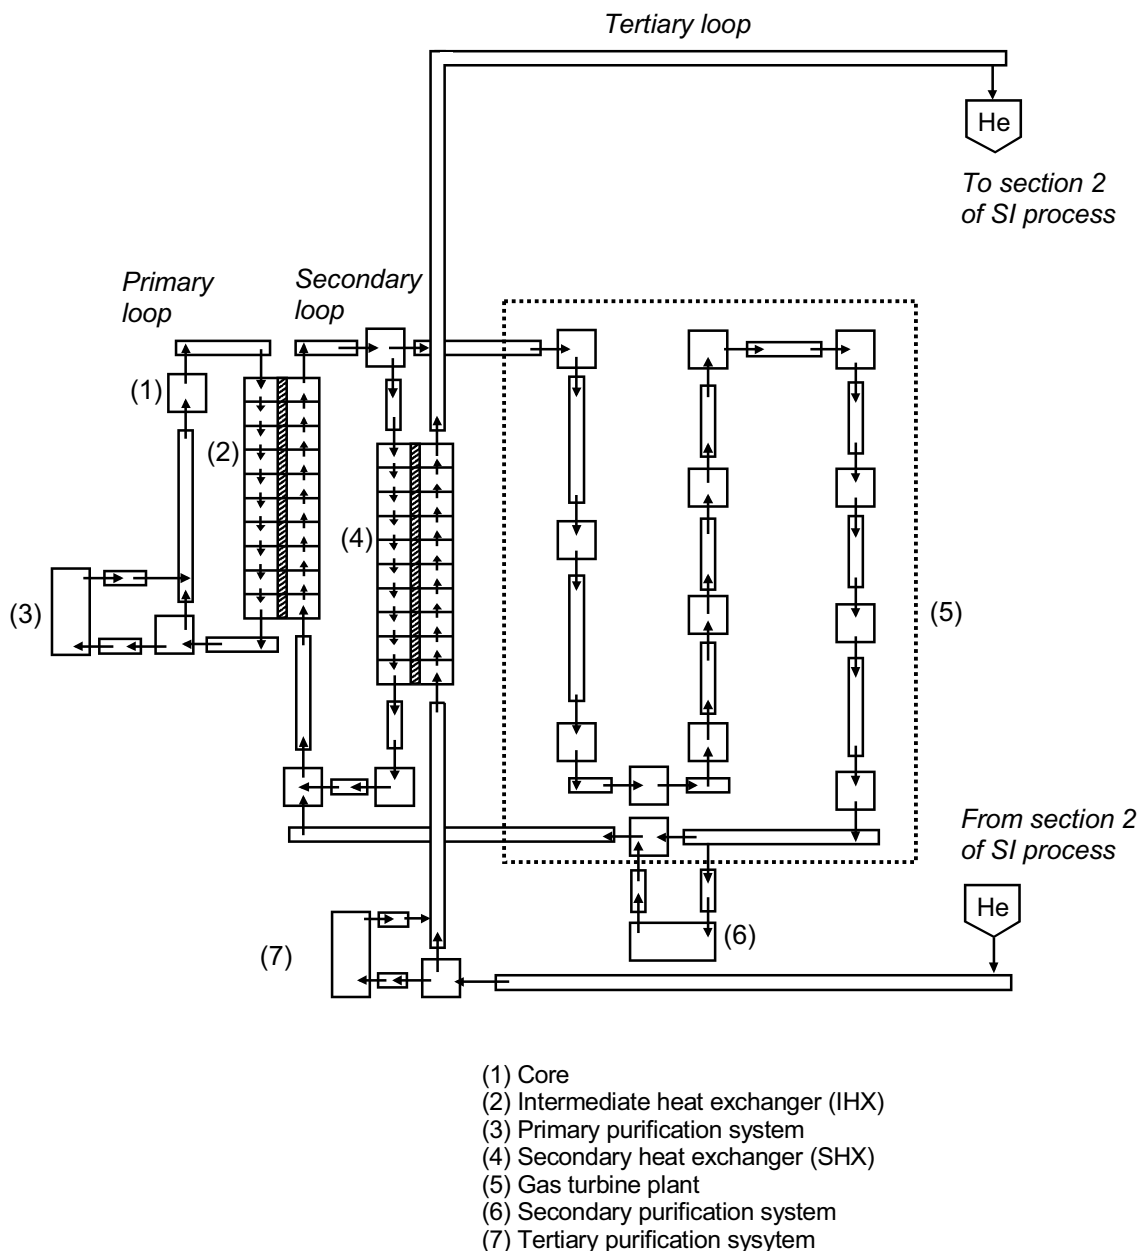 Tertiary loop
He
To section 2
of SI process
Primary
loop
Secondary
loop
(1)
(2)
(4)
(3)
(5)
From section 2
of SI process
He
(6)
(7)
(1) Core
(2) Intermediate heat exchanger (IHX)
(3) Primary purification system
(4) Secondary heat exchanger (SHX)
(5) Gas turbine plant
(6) Secondary purification system
(7) Tertiary purification sysytem